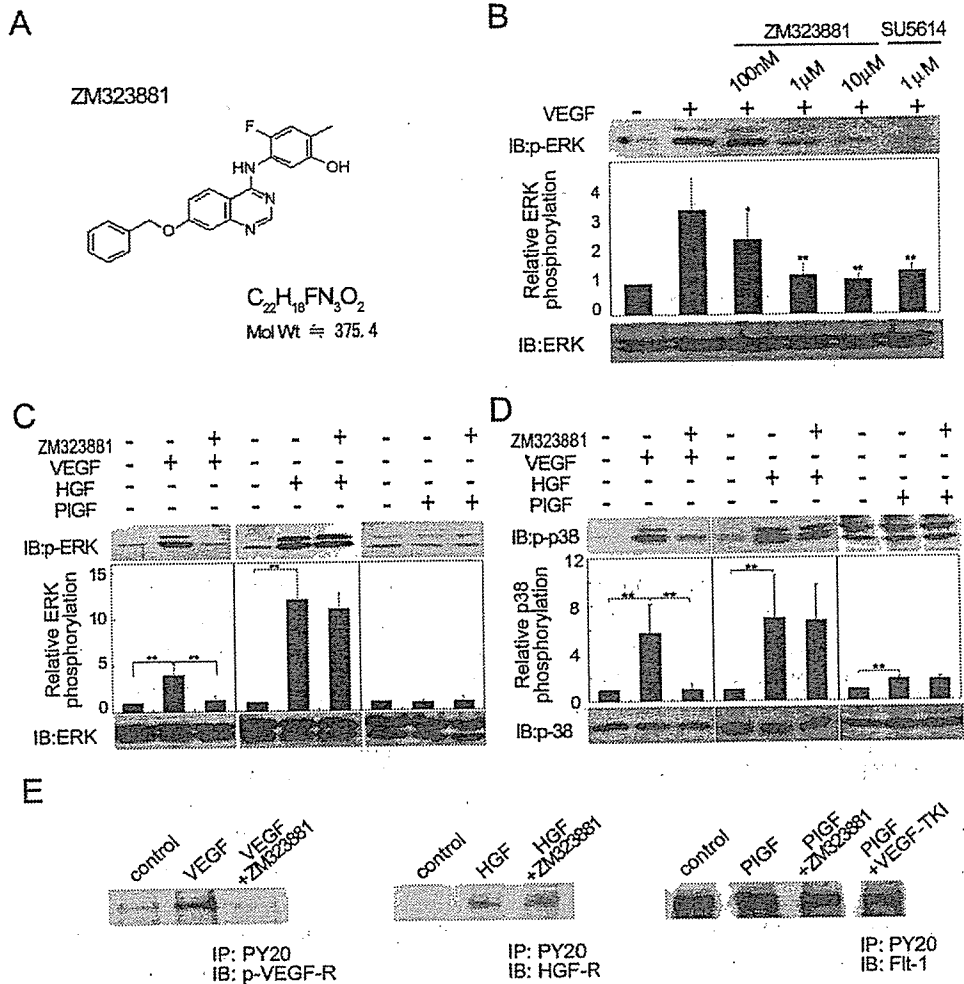 A
ZM323881
F
HN
OH
N
N
O
C22H18FN3O2
Mol Wt ≒ 375.4
B
ZM323881 SU5614
100nM 1μM 10μM 1μM
VEGF - + + + + +
IB:p-ERK
Relative ERK phosphorylation
4
3
2
1
0
* ** ** **
IB:ERK
C
ZM323881 - - + - - + - - +
VEGF - + + - - - - - -
HGF - - - - + + - - -
PlGF - - - - - - - + +
IB:p-ERK
Relative ERK phosphorylation
15
10
5
0
** ** **
IB:ERK
D
ZM323881 - - + - - + - - +
VEGF - + + - - - - - -
HGF - - - - + + - - -
PlGF - - - - - - - + +
IB:p-p38
Relative p38 phosphorylation
12
8
4
0
** ** ** **
IB:p-38
E
control VEGF VEGF +ZM323881
IP: PY20
IB: p-VEGF-R
control HGF HGF +ZM323881
IP: PY20
IB: HGF-R
control PlGF PlGF +ZM323881 PlGF +VEGF-TKI
IP: PY20
IB: Flt-1